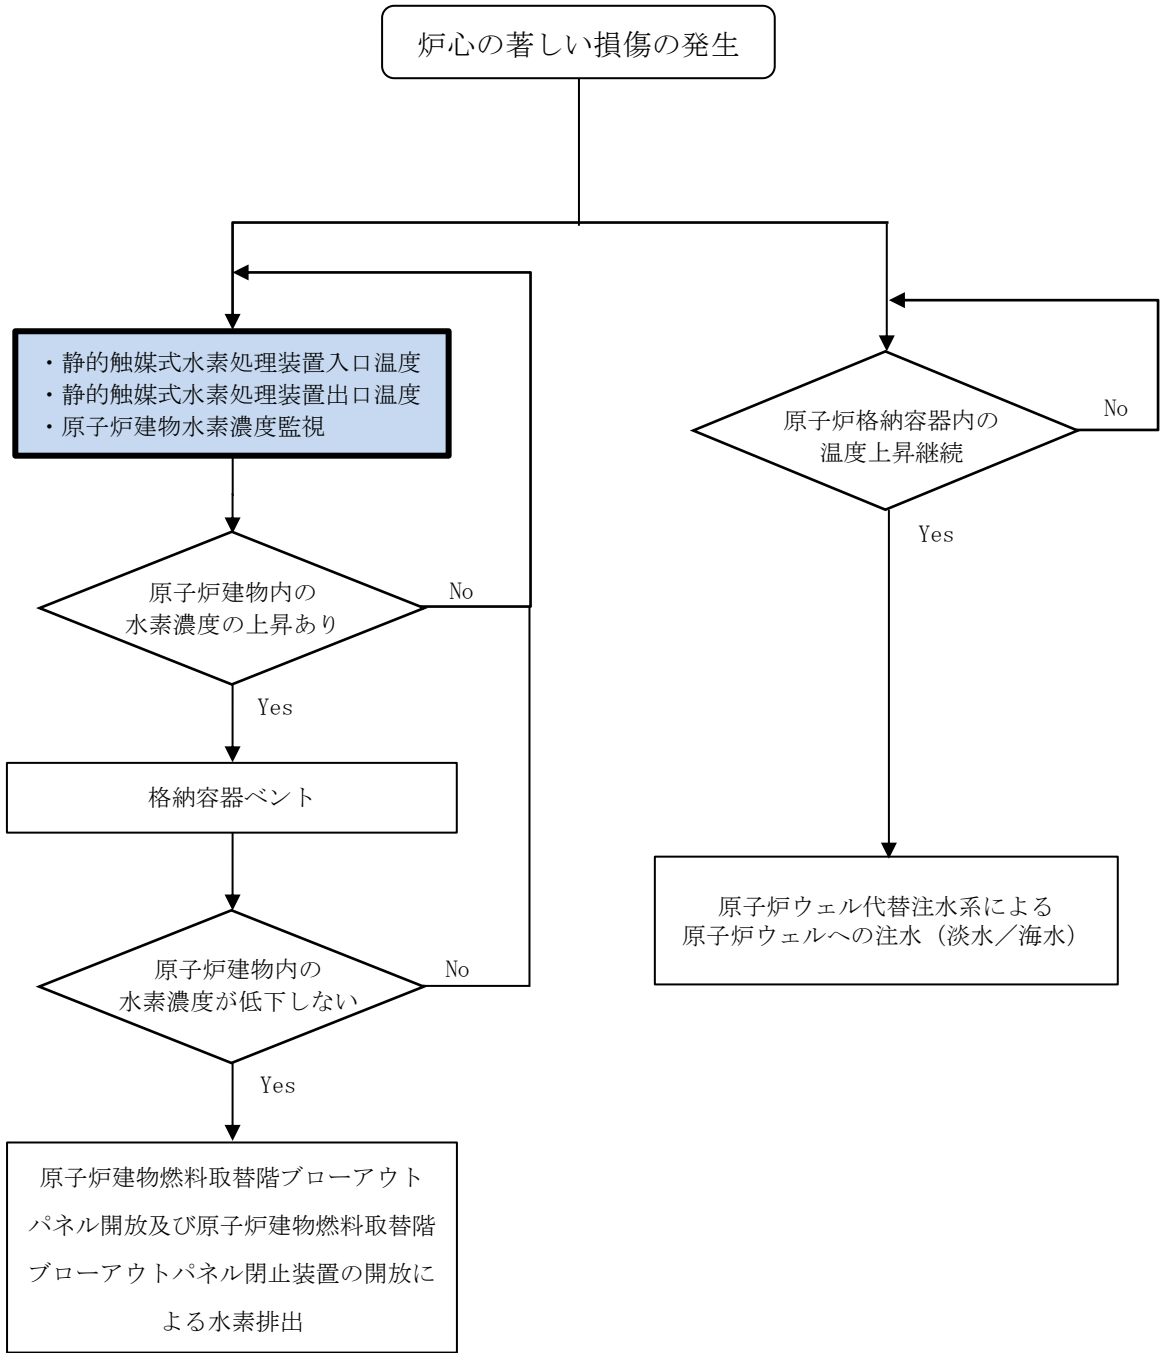 炉心の著しい損傷の発生
・静的触媒式水素処理装置入口温度
・静的触媒式水素処理装置出口温度
・原子炉建物水素濃度監視
原子炉建物内の
水素濃度の上昇あり
No
Yes
格納容器ベント
原子炉建物内の
水素濃度が低下しない
No
Yes
原子炉建物燃料取替階ブローアウト
パネル開放及び原子炉建物燃料取替階
ブローアウトパネル閉止装置の開放に
よる水素排出
原子炉格納容器内の
温度上昇継続
No
Yes
原子炉ウェル代替注水系による
原子炉ウェルへの注水（淡水／海水）